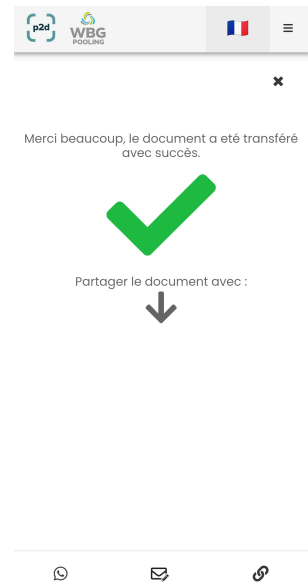 p2d
WBG
POOLING
Merci beaucoup, le document a eté transféré
avec succès.
Partager le document avec :